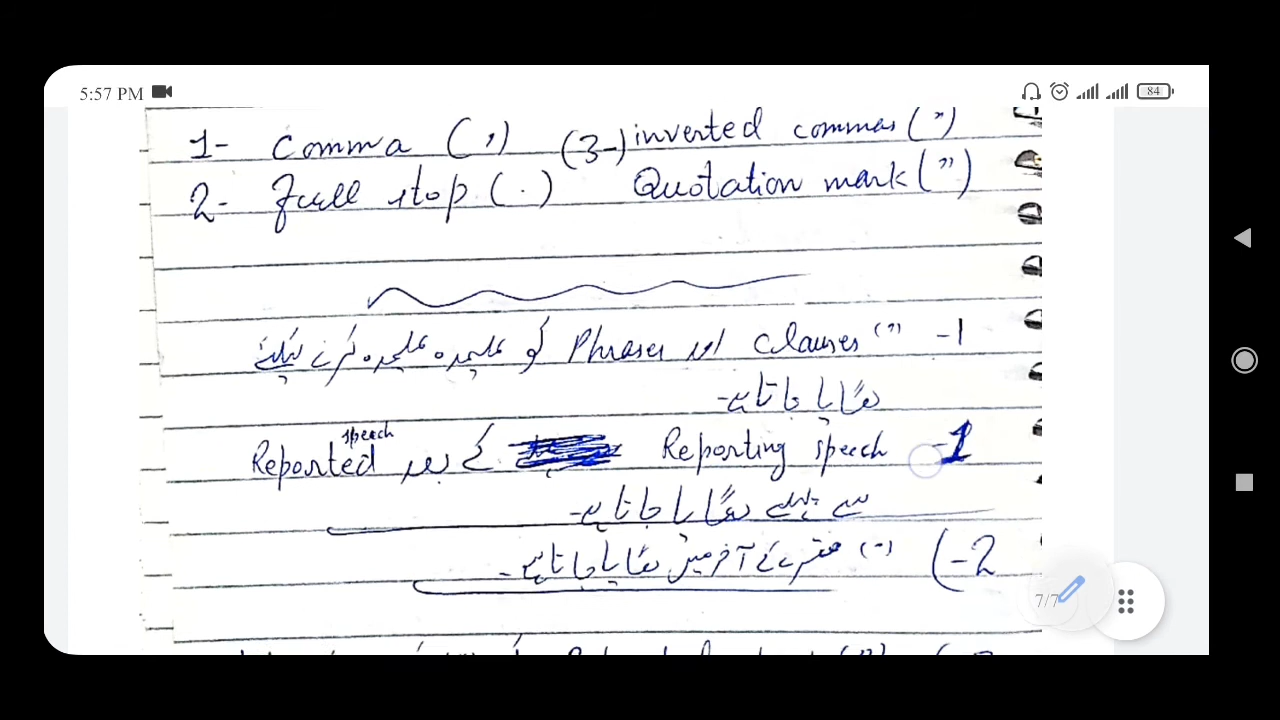 5:57 PM 84
1- Comma (,) (3-) inverted commas (")
2- Full stop (.) Quotation mark (")
1- (") Clauses اور Phrases کو علیحدہ علیحدہ کرنے کیلئے
لگایا جاتا ہے۔
1- Reporting speech کے بعد Reported speech
سے پہلے لگایا جاتا ہے۔
2-) (-) فقرے کے آخر میں لگایا جاتا ہے۔
7/7